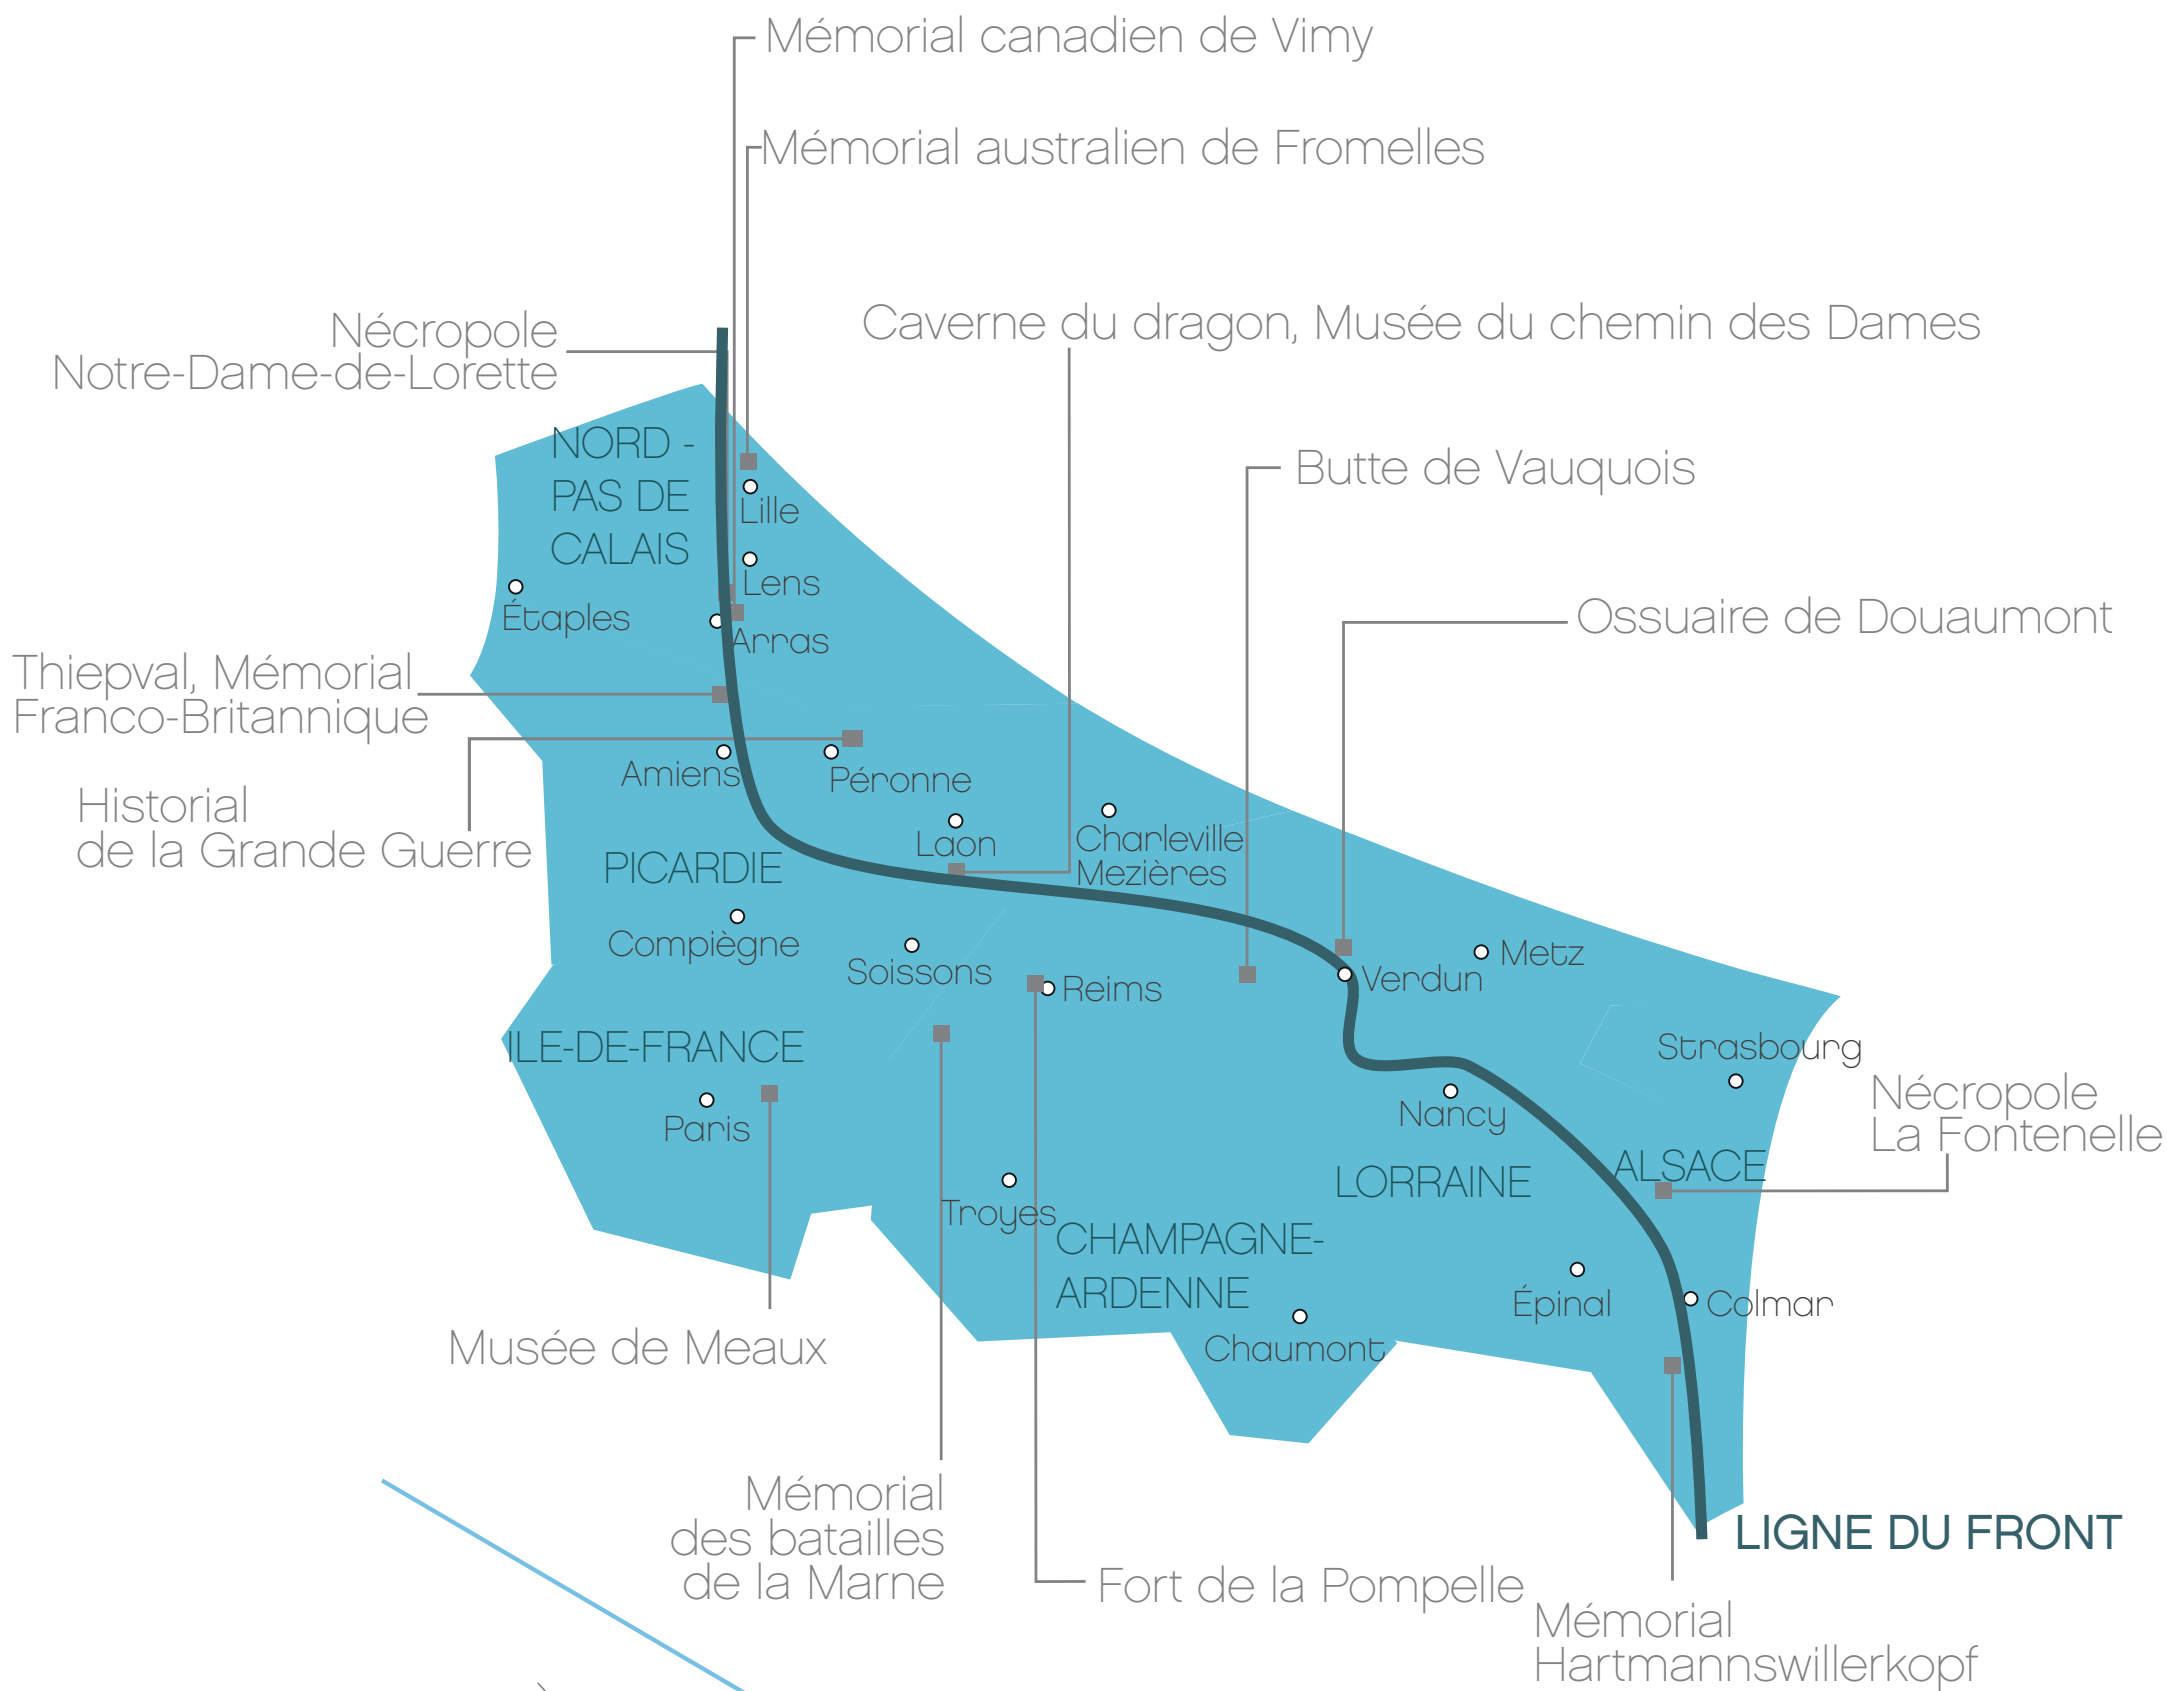 Mémorial canadien de Vimy
Mémorial australien de Fromelles
Nécropole
Notre-Dame-de-Lorette
Caverne du dragon, Musée du chemin des Dames
NORD -
PAS DE
CALAIS
Butte de Vauquois
Lille
Lens
Étaples
Arras
Ossuaire de Douaumont
Thiepval, Mémorial
Franco-Britannique
Amiens
Péronne
Historial
de la Grande Guerre
Laon
Charleville
Mezières
PICARDIE
Compiègne
Soissons
Reims
Verdun
Metz
ILE-DE-FRANCE
Paris
Strasbourg
Nécropole
La Fontenelle
Nancy
ALSACE
LORRAINE
Troyes
CHAMPAGNE-
ARDENNE
Épinal
Colmar
Chaumont
Musée de Meaux
Mémorial
des batailles
de la Marne
LIGNE DU FRONT
Fort de la Pompelle
Mémorial
Hartmannswillerkopf